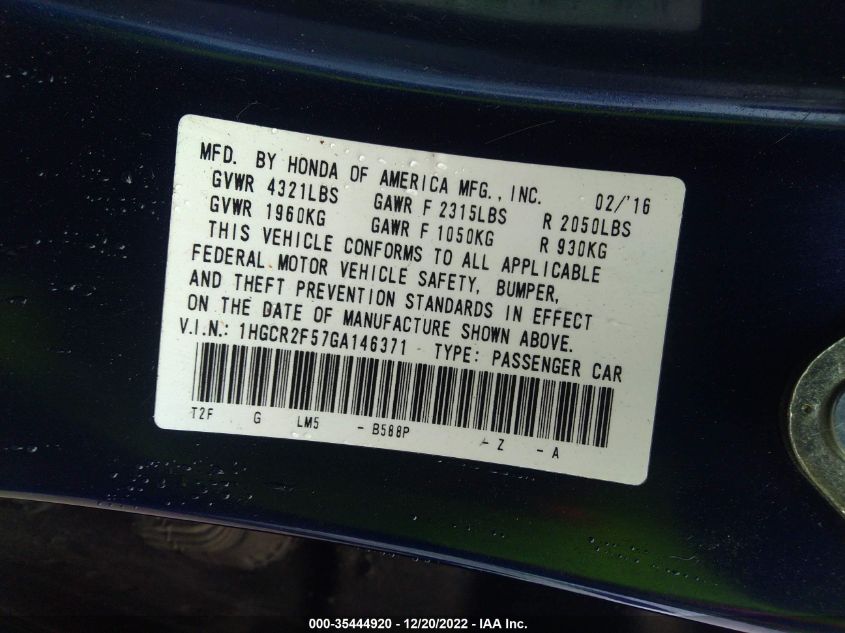 MFD. BY HONDA OF AMERICA MFG., INC. 02/'16
GVWR 4321LBS GAWR F 2315LBS R 2050LBS
GVWR 1960KG GAWR F 1050KG R 930KG
THIS VEHICLE CONFORMS TO ALL APPLICABLE
FEDERAL MOTOR VEHICLE SAFETY, BUMPER,
AND THEFT PREVENTION STANDARDS IN EFFECT
ON THE DATE OF MANUFACTURE SHOWN ABOVE.
V.I.N.: 1HGCR2F57GA146371 TYPE: PASSENGER CAR
T2F G LM5 - B588P - Z - A
000-35444920 - 12/20/2022 - IAA Inc.